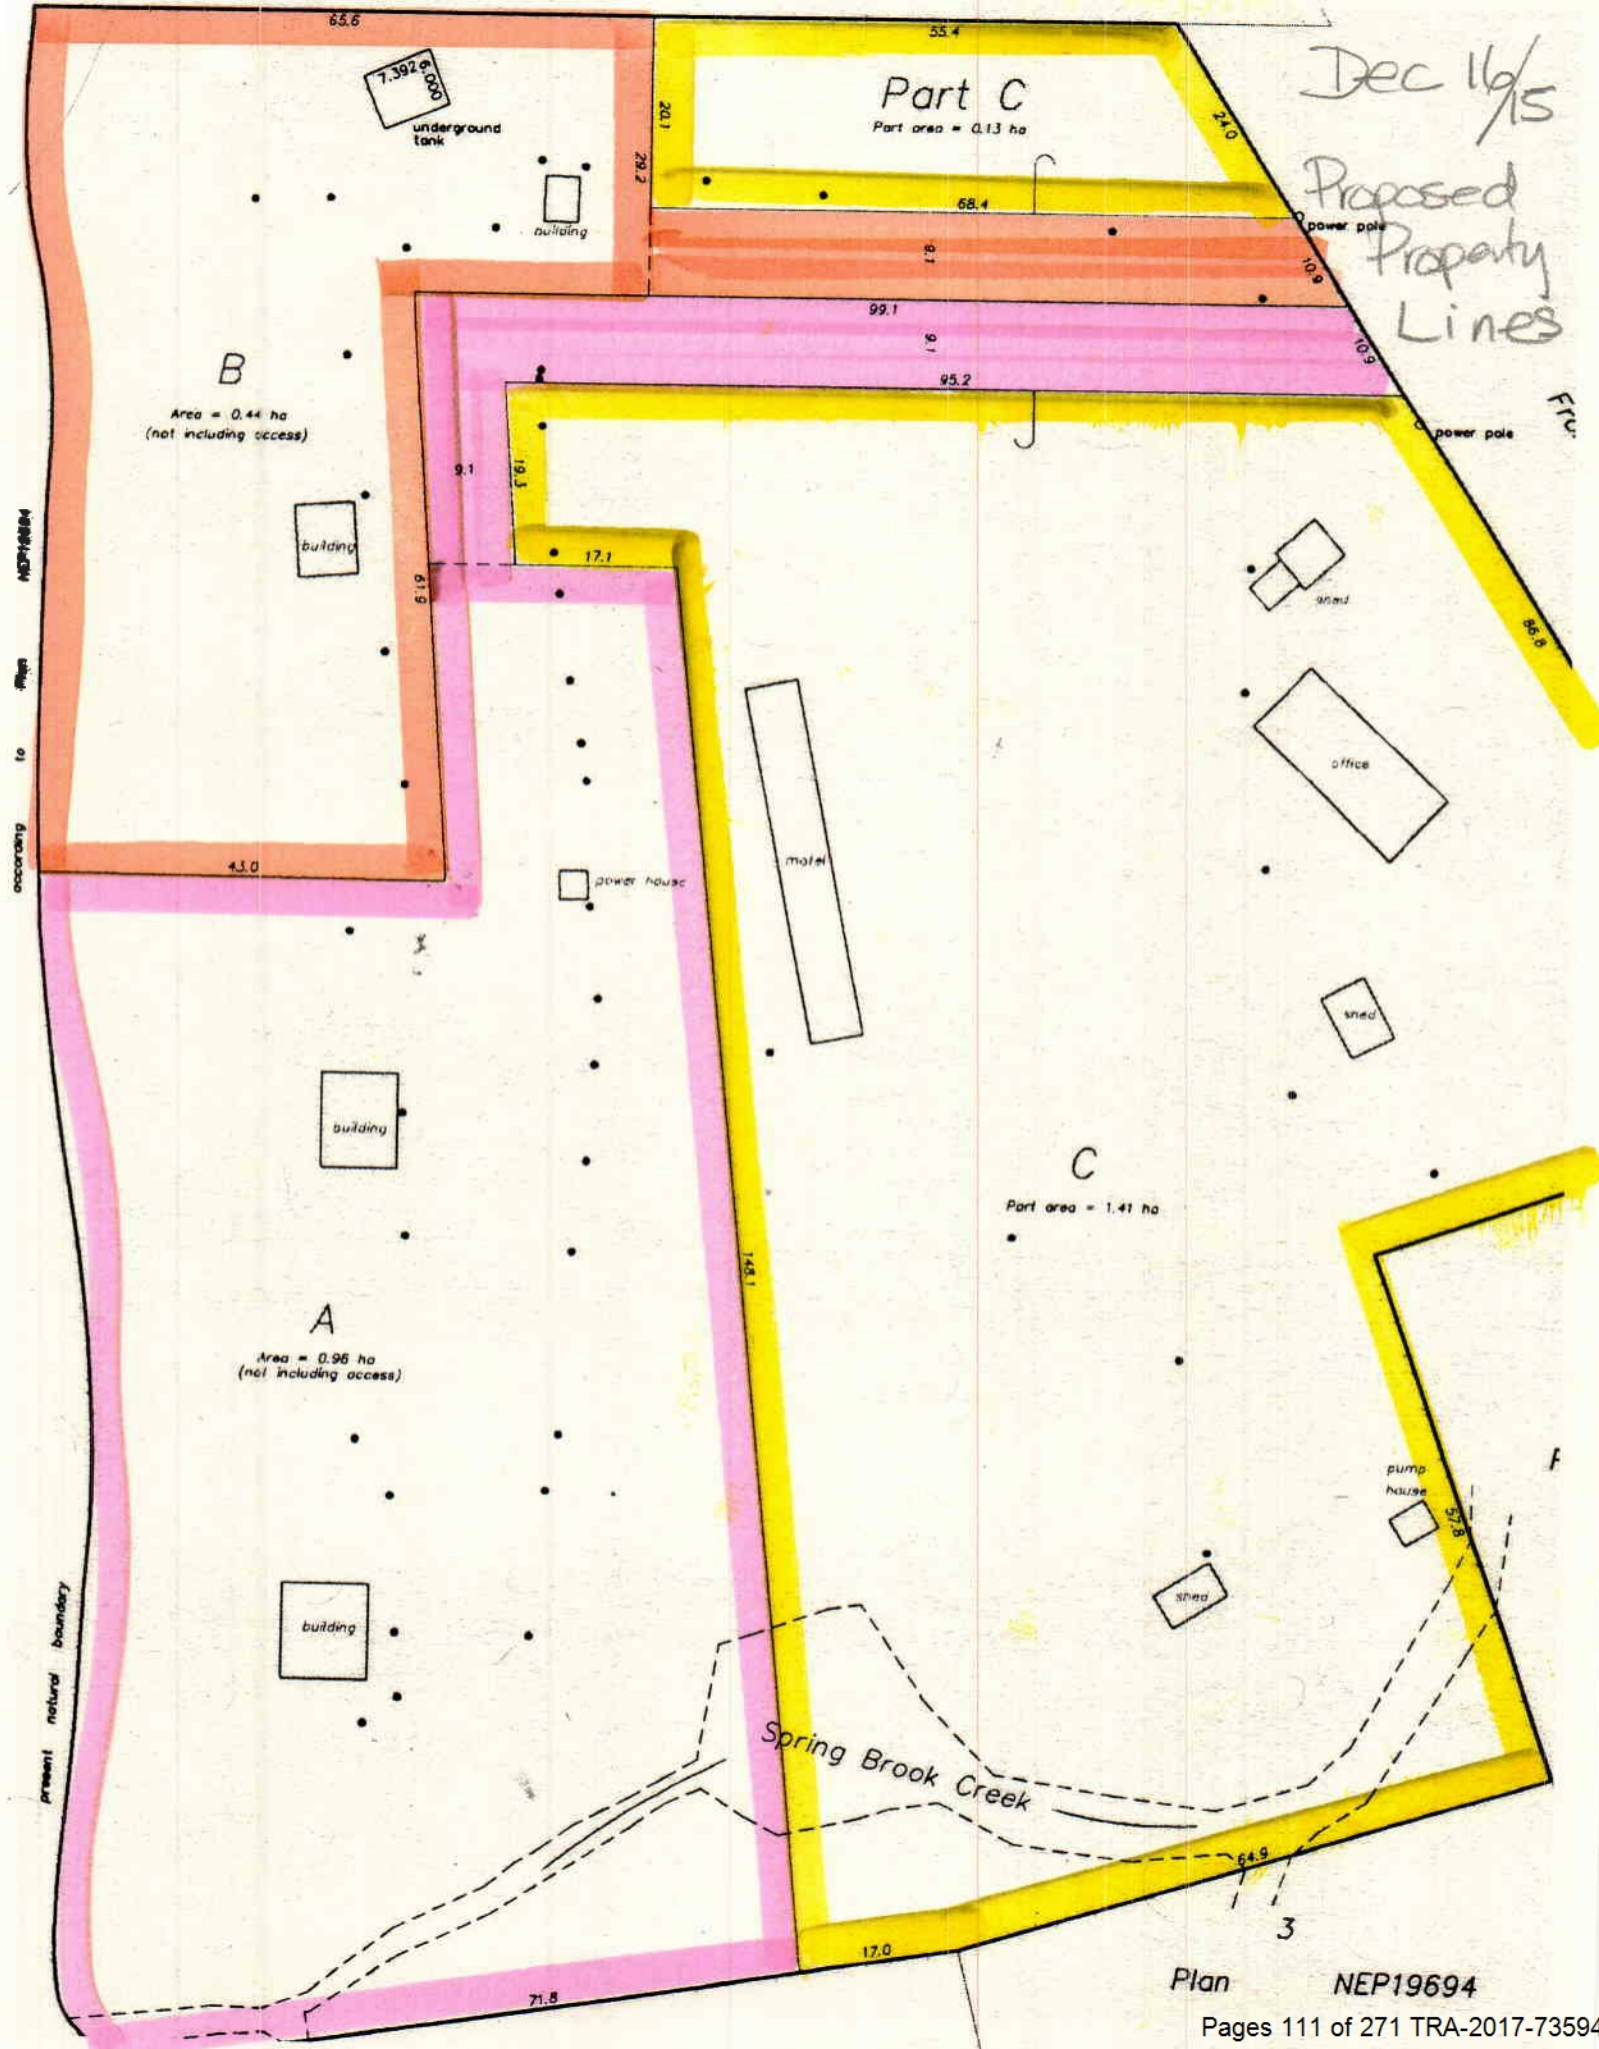 65.6
55.4
Dec 16/15
Proposed
Property
Lines
7.392
6.000
underground
tank
Part C
Part area = 0.13 ha
20.1
24.0
29.2
building
68.4
power pole
9.1
10.9
99.1
9.1
10.9
95.2
power pole
B
Area = 0.44 ha
(not including access)
9.1
19.3
17.1
building
61.9
shed
86.8
office
motel
43.0
power house
according to Plan
shed
building
C
Part area = 1.41 ha
148.1
A
Area = 0.96 ha
(not including access)
pump
house
57.8
present natural boundary
building
shed
Spring Brook Creek
64.9
3
17.0
71.8
Plan NEP19694
Pages 111 of 271 TRA-2017-73594